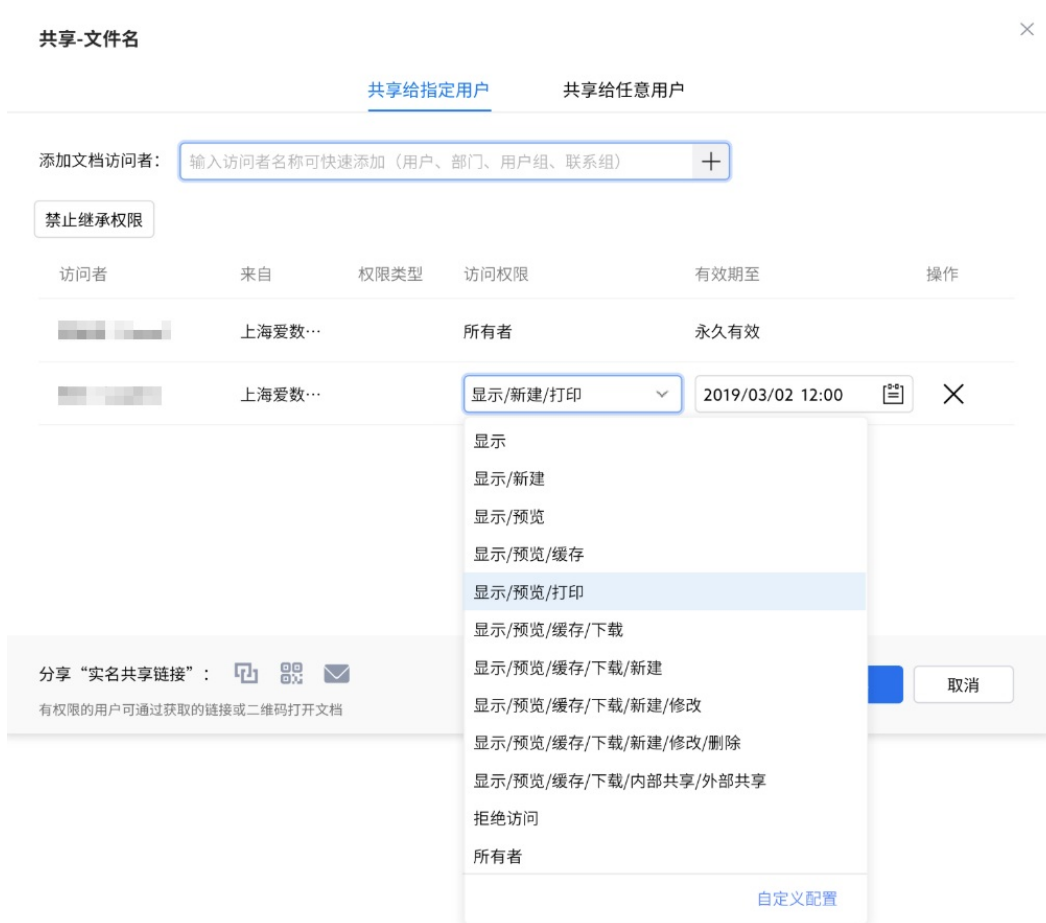 共享-文件名
共享给指定用户 共享给任意用户
添加文档访问者： 输入访问者名称可快速添加（用户、部门、用户组、联系组）
禁止继承权限
访问者 来自 权限类型 访问权限 有效期至 操作
上海爱数… 所有者 永久有效
上海爱数… 显示/新建/打印 2019/03/02 12:00
显示
显示/新建
显示/预览
显示/预览/缓存
显示/预览/打印
显示/预览/缓存/下载
显示/预览/缓存/下载/新建
显示/预览/缓存/下载/新建/修改
显示/预览/缓存/下载/新建/修改/删除
显示/预览/缓存/下载/内部共享/外部共享
拒绝访问
所有者
自定义配置
分享“实名共享链接”：
有权限的用户可通过获取的链接或二维码打开文档
取消